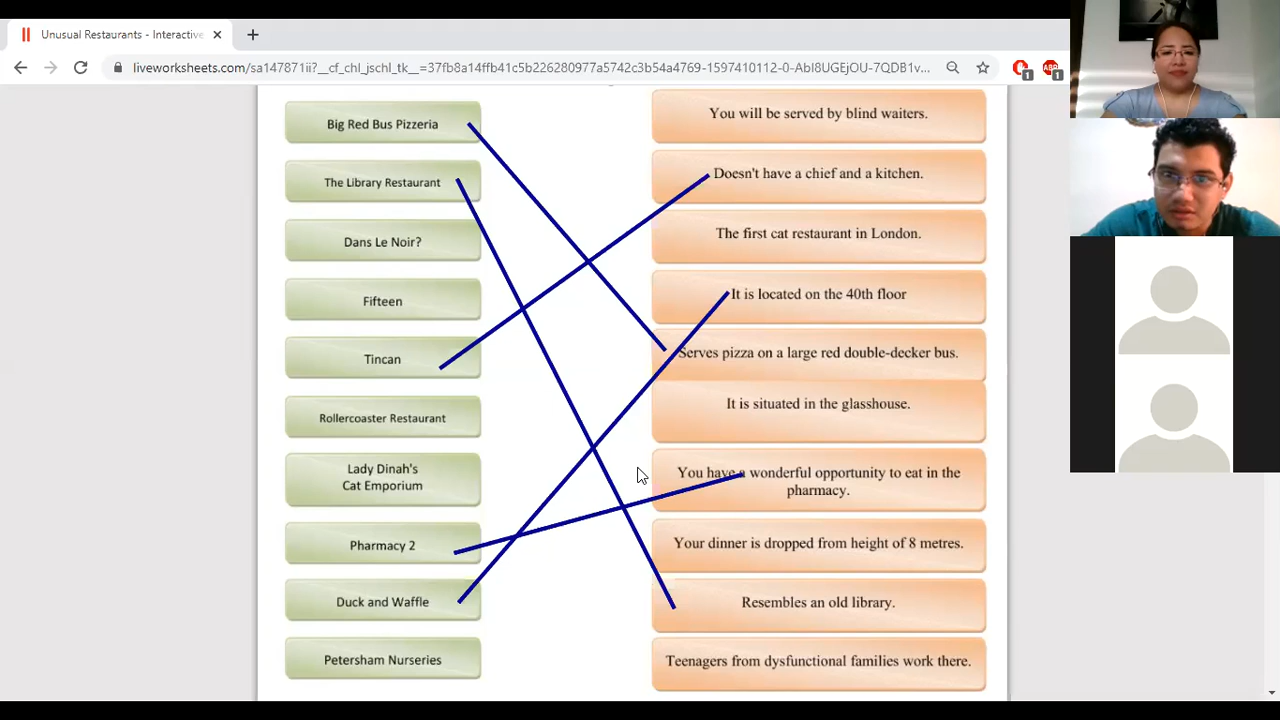 Unusual Restaurants - Interactive
liveworksheets.com/sa147871ii?__cf_chl_jschl_tk__=37fb8a31fb41c5b226280977a5742c3b54a4769-1597410112-0-AbI8UGEjOU-7QDB1v...
1
ABP
1
Big Red Bus Pizzeria
The Library Restaurant
Dans Le Noir?
Fifteen
Tincan
Rollercoaster Restaurant
Lady Dinah's
Cat Emporium
Pharmacy 2
Duck and Waffle
Petersham Nurseries
You will be served by blind waiters.
Doesn't have a chief and a kitchen.
The first cat restaurant in London.
It is located on the 40th floor
Serves pizza on a large red double-decker bus.
It is situated in the glasshouse.
You have a wonderful opportunity to eat in the
pharmacy.
Your dinner is dropped from height of 8 metres.
Resembles an old library.
Teenagers from dysfunctional families work there.